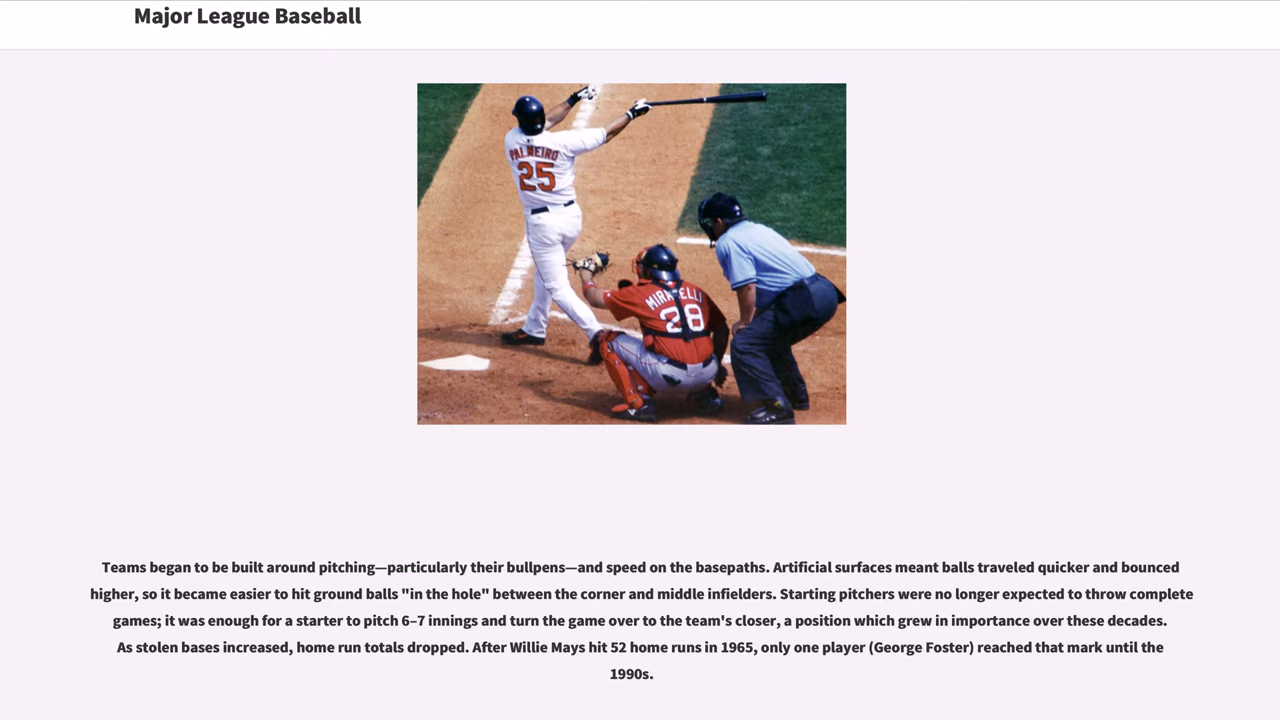 Major League Baseball
PALMEIRO
25
MIRABELLI
28
Teams began to be built around pitching—particularly their bullpens—and speed on the basepaths. Artificial surfaces meant balls traveled quicker and bounced
higher, so it became easier to hit ground balls "in the hole" between the corner and middle infielders. Starting pitchers were no longer expected to throw complete
games; it was enough for a starter to pitch 6–7 innings and turn the game over to the team's closer, a position which grew in importance over these decades.
As stolen bases increased, home run totals dropped. After Willie Mays hit 52 home runs in 1965, only one player (George Foster) reached that mark until the
1990s.